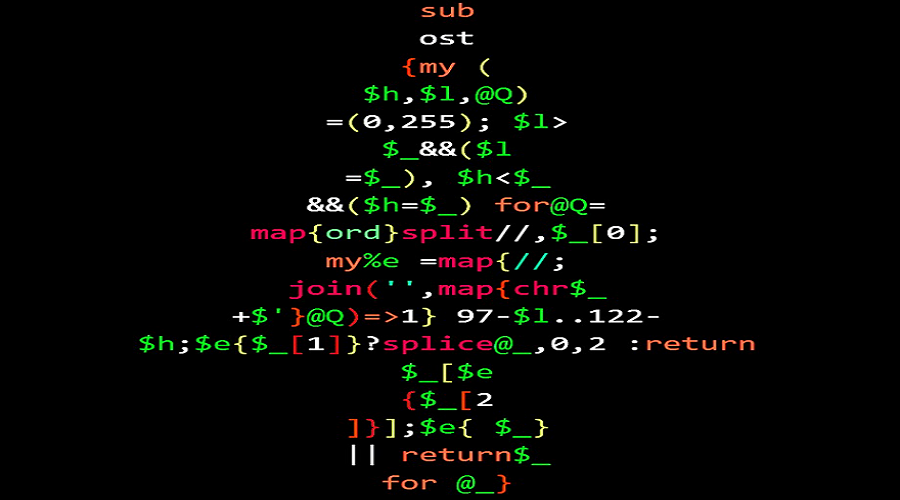 sub
ost
{my (
$h,$l,@Q)
=(0,255); $l>
$_&&($l
=$_), $h<$_
&&($h=$_) for@Q=
map{ord}split//,$_[0];
my%e =map{//;
join('',map{chr$_
+$'}@Q)=>1} 97-$l..122-
$h;$e{$_[1]}?splice@_,0,2 :return
$_[$e
{$_[2
]}];$e{ $_}
|| return$_
for @_}